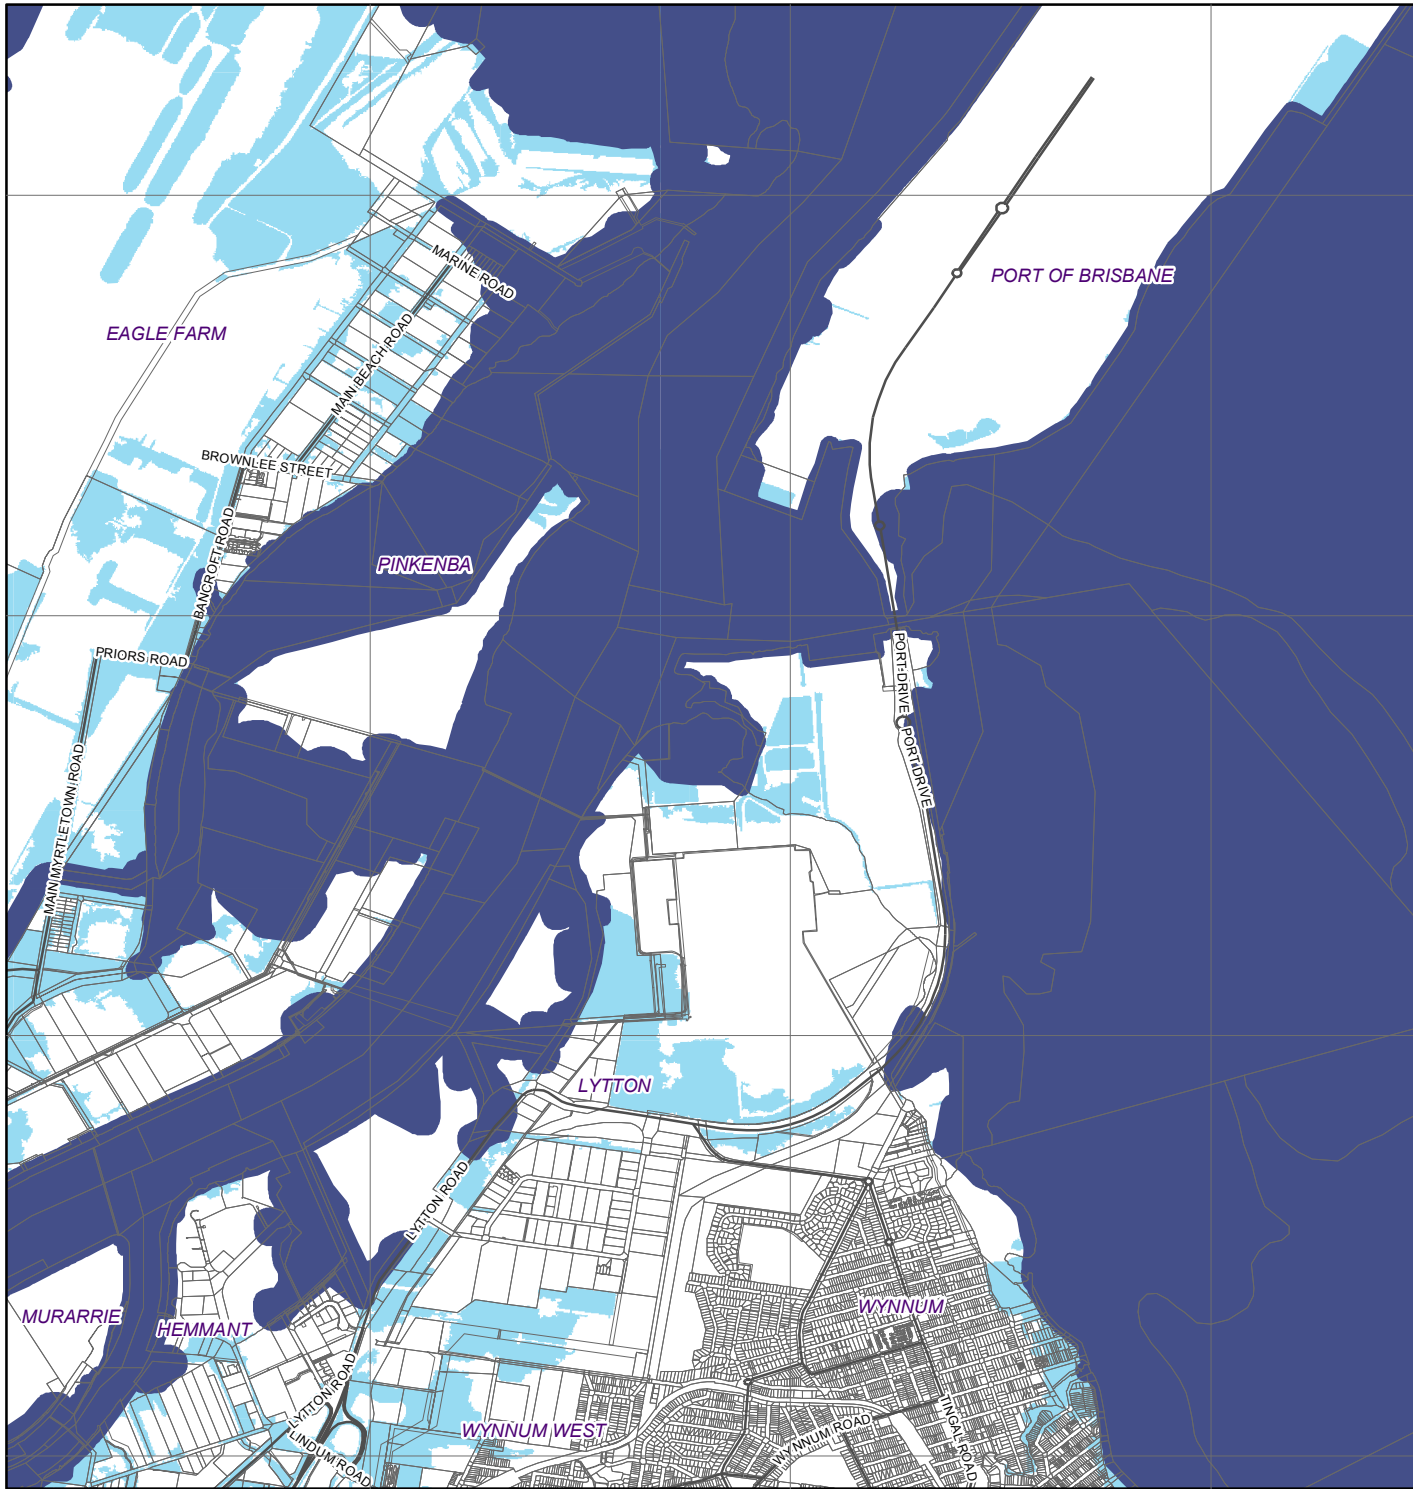 MARINE ROAD
PORT OF BRISBANE
EAGLE FARM
MAIN BEACH ROAD
BROWNLEE STREET
BANCROFT ROAD
PINKENBA
PRIORS ROAD
PORT DRIVE
PORT DRIVE
MAIN MYRTLETOWN ROAD
LYTTON
LYTTON ROAD
MURARRIE
HEMMANT
WYNNUM
LYTTON ROAD
LINDUM ROAD
WYNNUM WEST
WYNNUM ROAD
TINGAL ROAD